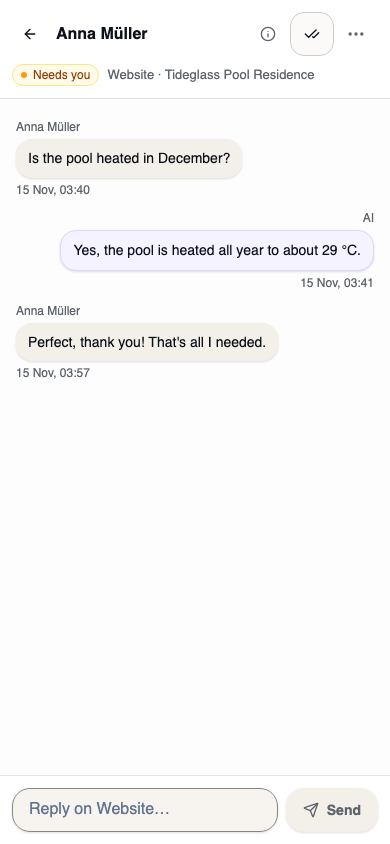 Anna Müller
Needs you
Website · Tideglass Pool Residence
Anna Müller
Is the pool heated in December?
15 Nov, 03:40
AI
Yes, the pool is heated all year to about 29 °C.
15 Nov, 03:41
Anna Müller
Perfect, thank you! That's all I needed.
15 Nov, 03:57
Reply on Website…
Send